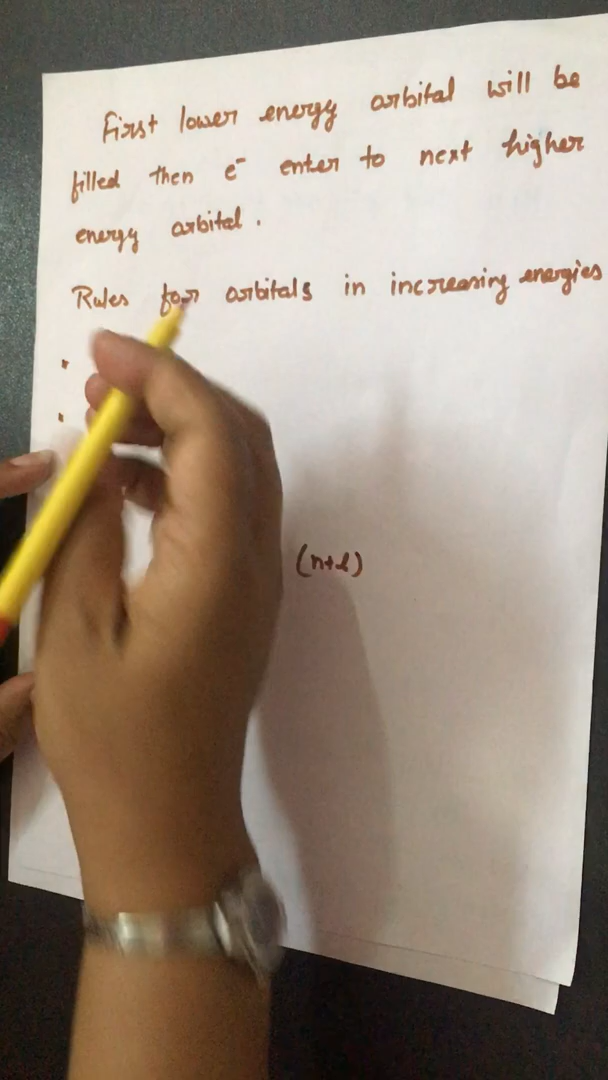 First lower energy orbital will be
filled then e⁻ enter to next higher
energy orbital.
Rules for orbitals in increasing energies
(n+l)